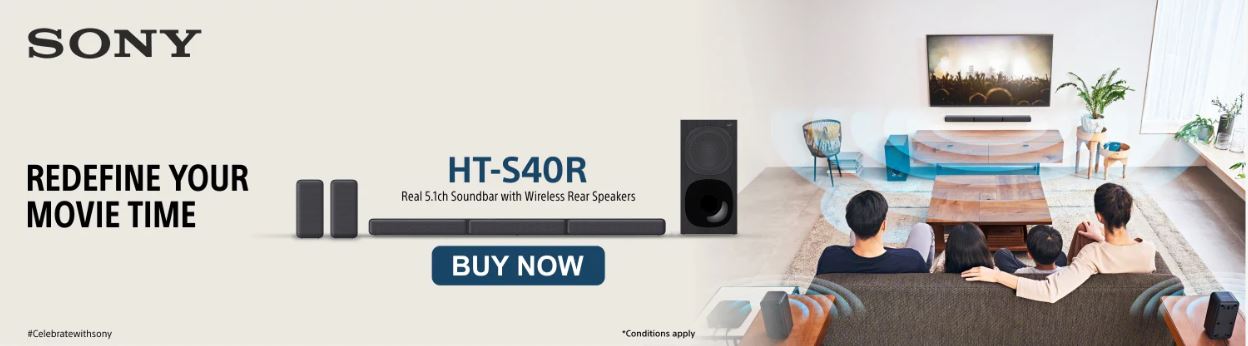 SONY
REDEFINE YOUR
MOVIE TIME
HT-S40R
Real 5.1ch Soundbar with Wireless Rear Speakers
BUY NOW
#Celebratewithsony
*Conditions apply